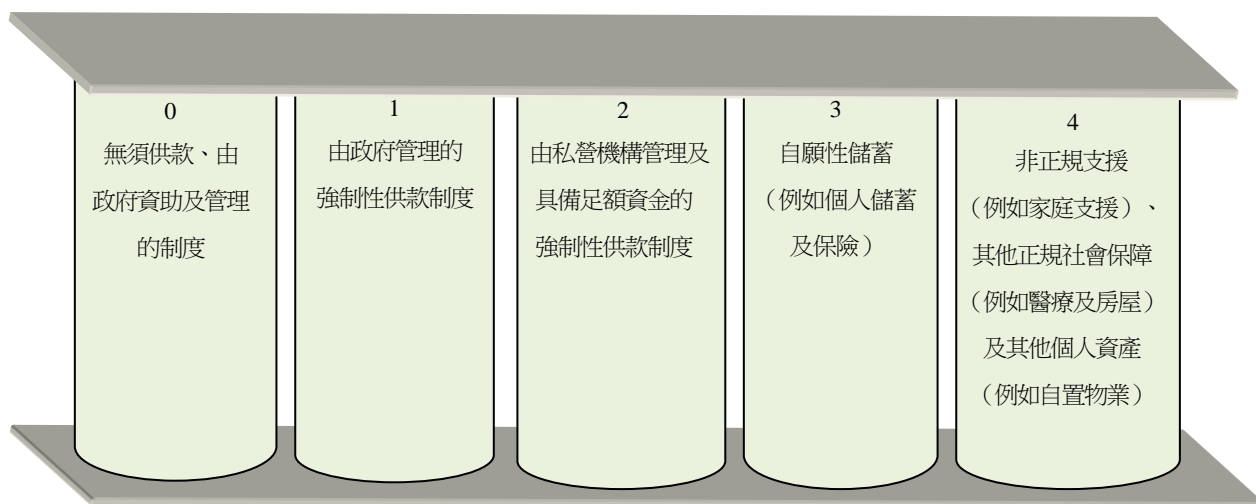 0
無須供款、由
政府資助及管理
的制度
1
由政府管理的
強制性供款制度
2
由私營機構管理及
具備足額資金的
強制性供款制度
3
自願性儲蓄
（例如個人儲蓄
及保險）
4
非正規支援
（例如家庭支援）、
其他正規社會保障
（例如醫療及房屋）
及其他個人資產
（例如自置物業）